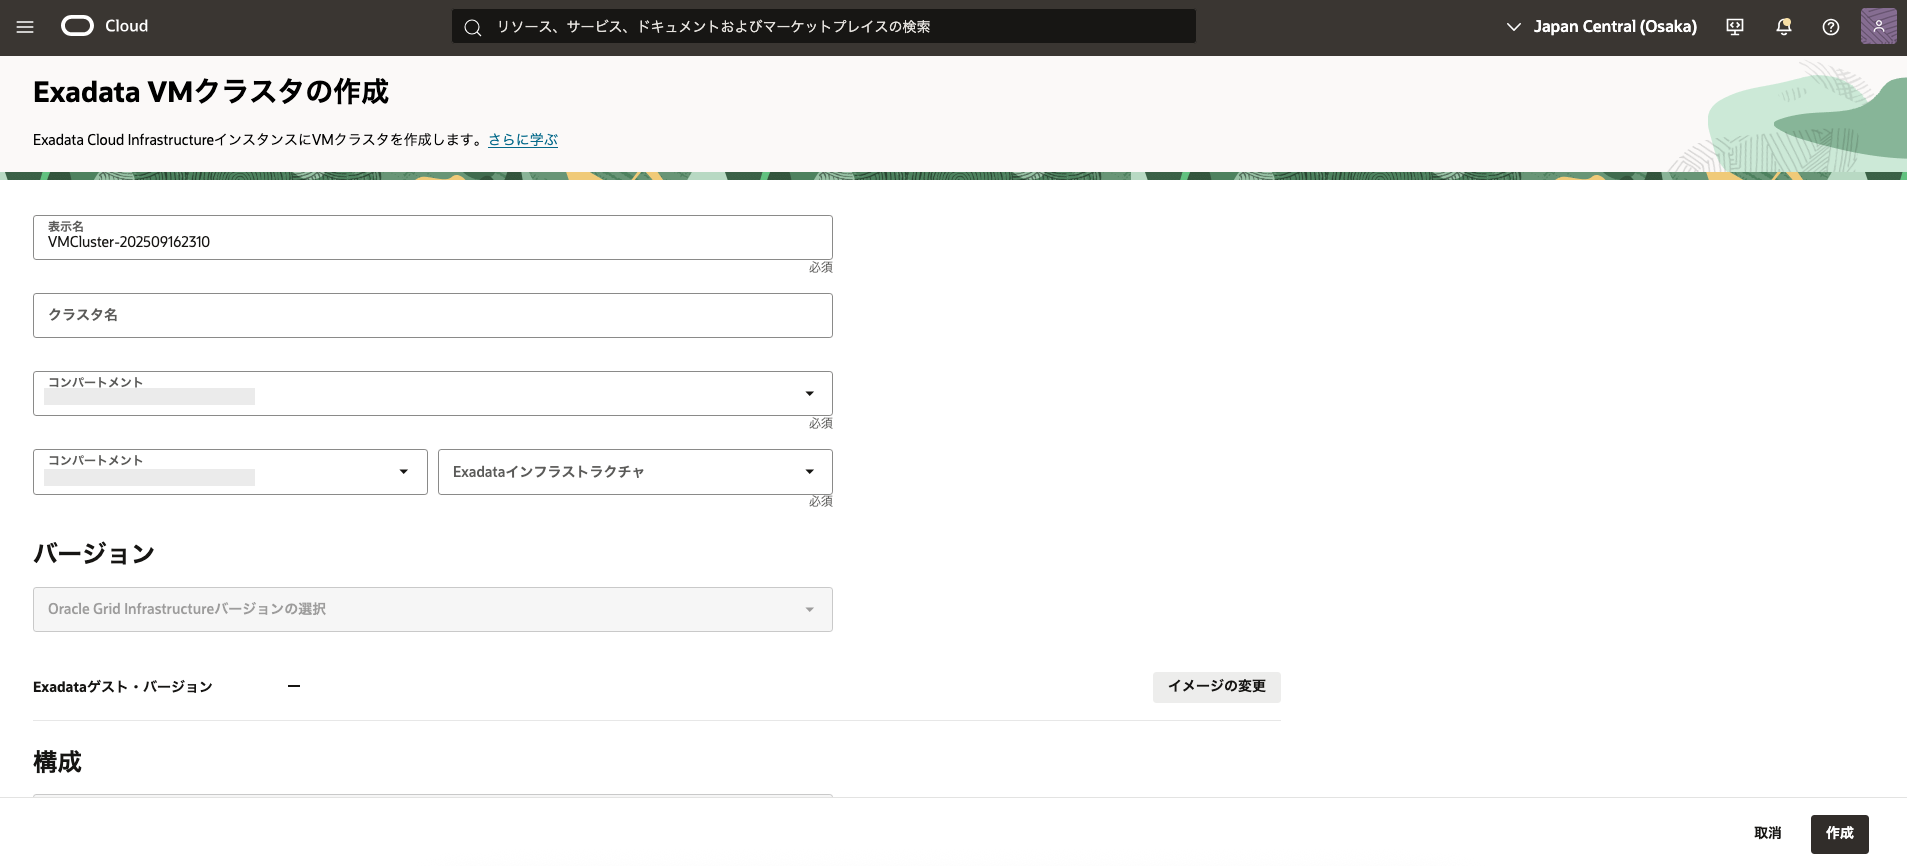 Cloud
リソース、サービス、ドキュメントおよびマーケットプレイスの検索
Japan Central (Osaka)
Exadata VMクラスタの作成
Exadata Cloud InfrastructureインスタンスにVMクラスタを作成します。さらに学ぶ
表示名
VMCluster-202509162310
必須
クラスタ名
コンパートメント
必須
コンパートメント
Exadataインフラストラクチャ
必須
バージョン
Oracle Grid Infrastructureバージョンの選択
Exadataゲスト・バージョン
—
イメージの変更
構成
取消
作成